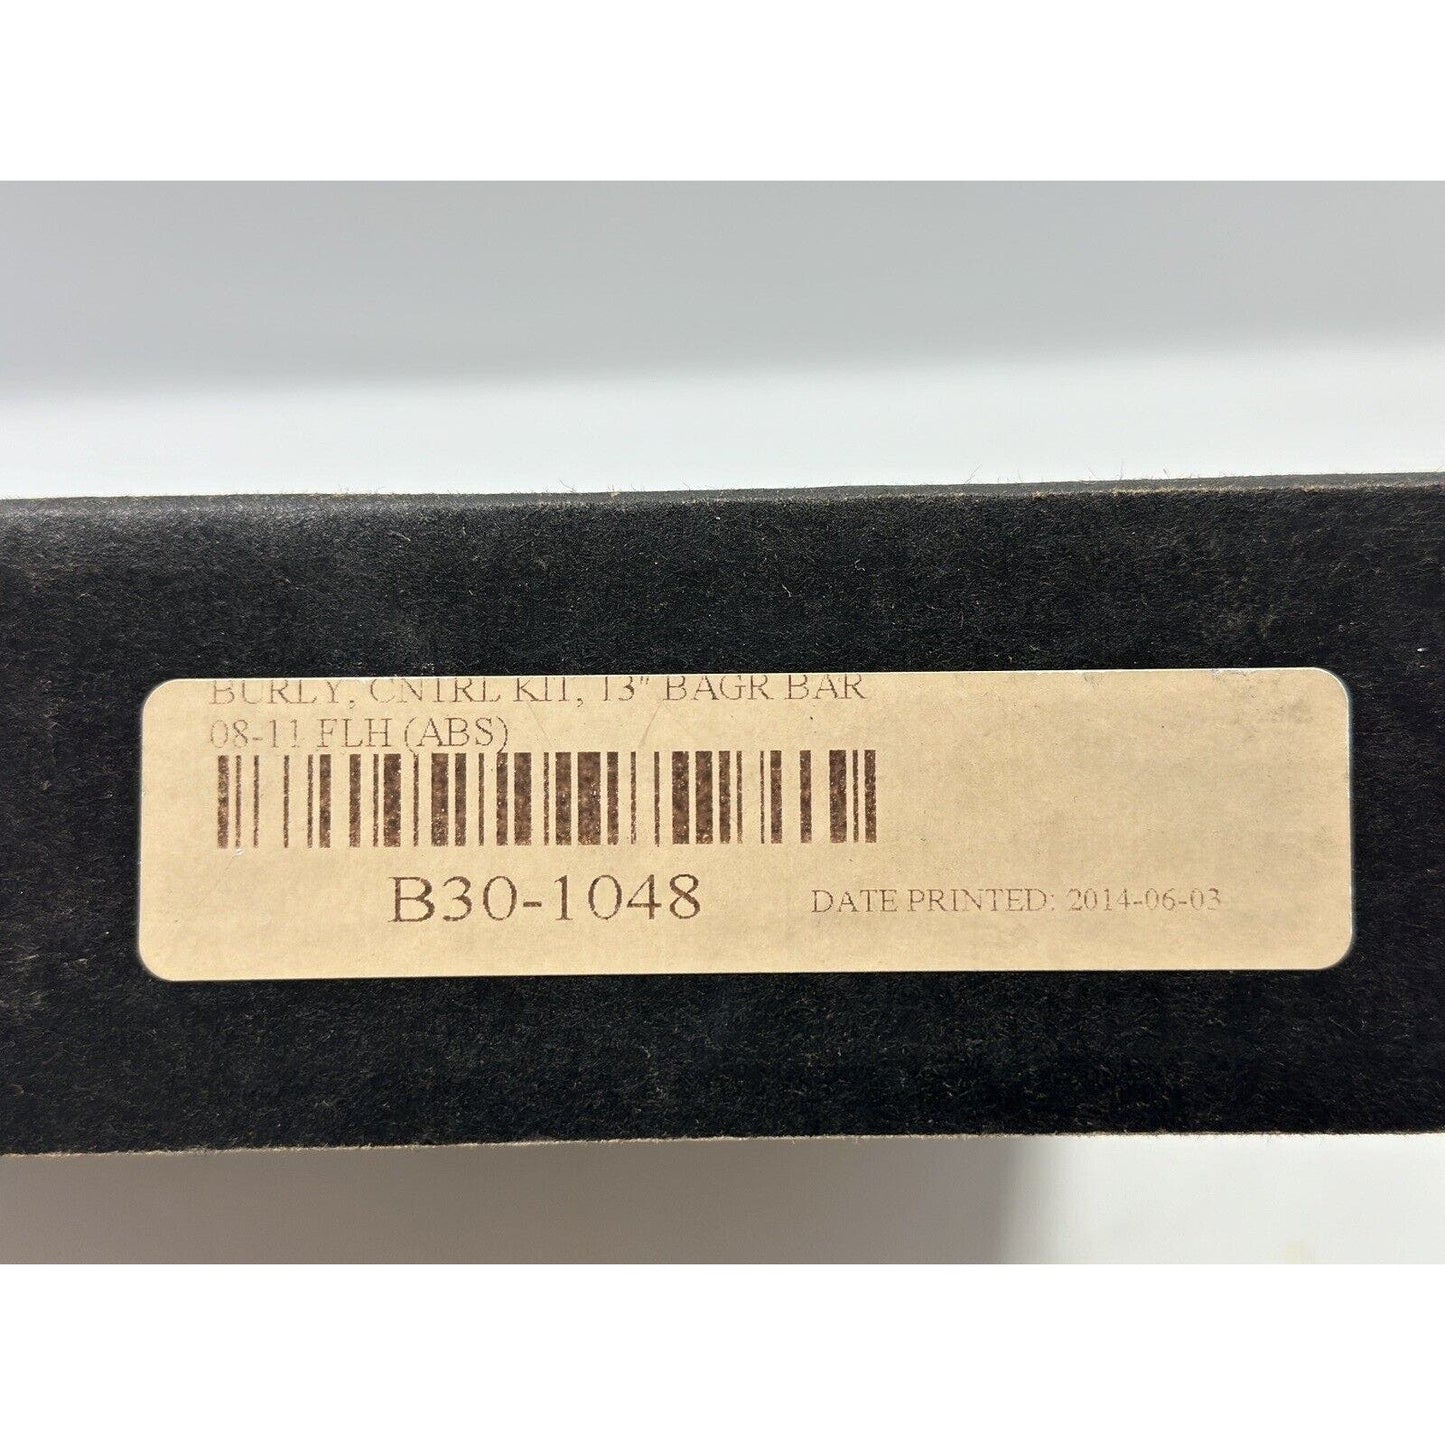 BURLY, CNTRL KIT, 13" BAGR BAR
08-11 FLH (ABS)
B30-1048
DATE PRINTED: 2014-06-03